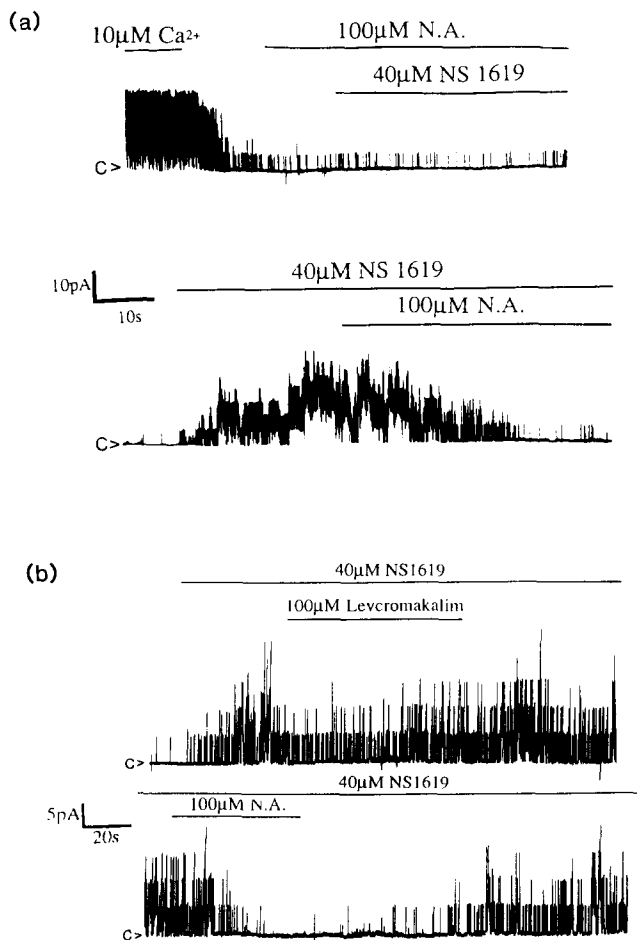 (a)
10µM Ca2+
100µM N.A.
40µM NS 1619
C>
10pA
10s
40µM NS 1619
100µM N.A.
C>
(b)
40µM NS1619
100µM Levcromakalim
C>
40µM NS1619
5pA
20s
100µM N.A.
C>